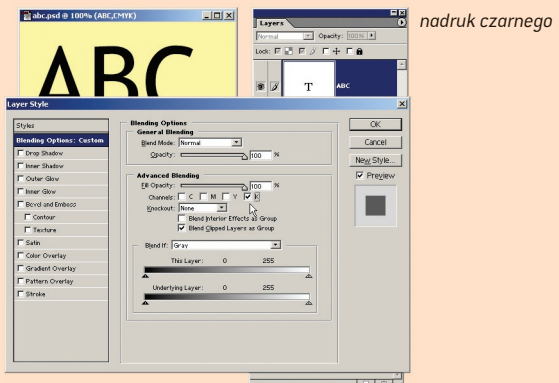 abc.psd @ 100% (ABC,CMYK)
ABC
Layers
Normal
Opacity: 100%
Lock:
T
ABC
nadruk czarnego
Layer Style
Styles
Blending Options: Custom
Drop Shadow
Inner Shadow
Outer Glow
Inner Glow
Bevel and Emboss
Contour
Texture
Satin
Color Overlay
Gradient Overlay
Pattern Overlay
Stroke
Blending Options
General Blending
Blend Mode: Normal
Opacity: 100 %
Advanced Blending
Fill Opacity: 100 %
Channels: C M Y K
Knockout: None
Blend Interior Effects as Group
Blend Clipped Layers as Group
Blend If: Gray
This Layer: 0 255
Underlying Layer: 0 255
OK
Cancel
New Style...
Preview